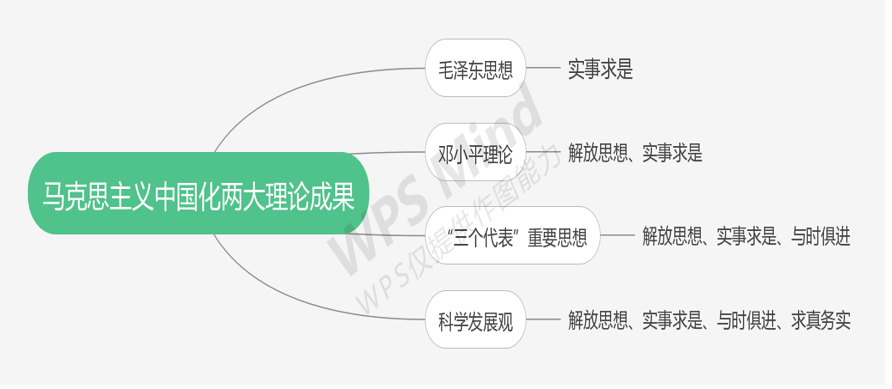 毛泽东思想 实事求是
邓小平理论 解放思想、实事求是
马克思主义中国化两大理论成果
“三个代表”重要思想 解放思想、实事求是、与时俱进
科学发展观 解放思想、实事求是、与时俱进、求真务实
WPS Mind
WPS仅提供作图能力